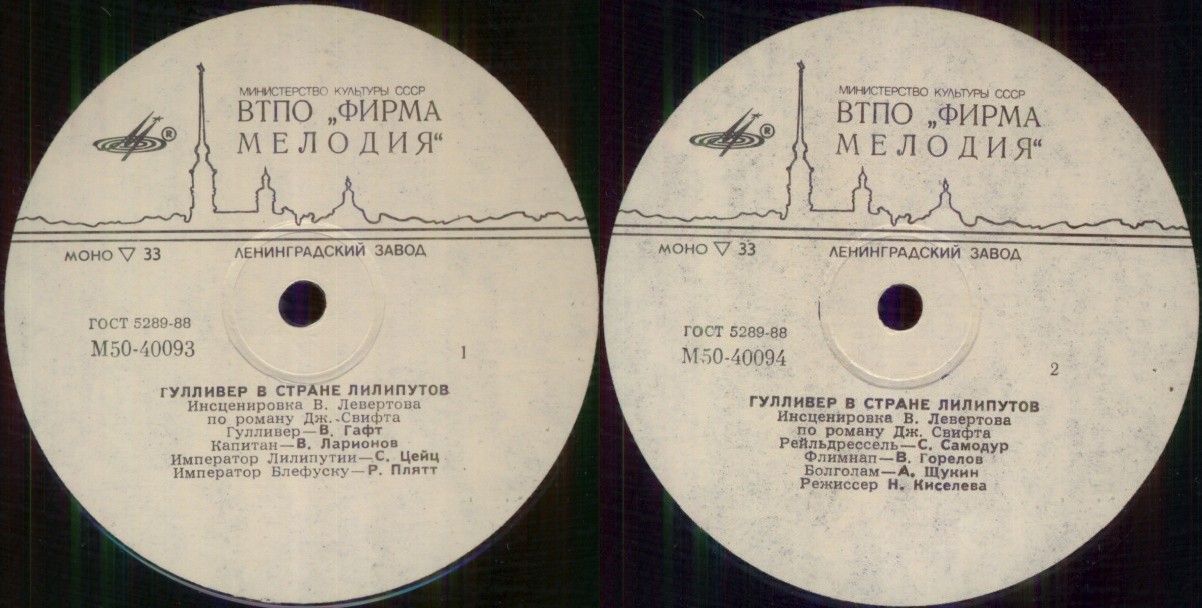 МИНИСТЕРСТВО КУЛЬТУРЫ СССР
ВТПО „ФИРМА
МЕЛОДИЯ“
®
МОНО ▽ 33
ЛЕНИНГРАДСКИЙ ЗАВОД
ГОСТ 5289-88
М50-40093
1
ГУЛЛИВЕР В СТРАНЕ ЛИЛИПУТОВ
Инсценировка В. Левертова
по роману Дж. Свифта
Гулливер—В. Гафт
Капитан—В. Ларионов
Император Лилипутии—С. Цейц
Император Блефуску—Р. Плятт
МИНИСТЕРСТВО КУЛЬТУРЫ СССР
ВТПО „ФИРМА
МЕЛОДИЯ“
®
МОНО ▽ 33
ЛЕНИНГРАДСКИЙ ЗАВОД
ГОСТ 5289-88
М50-40094
2
ГУЛЛИВЕР В СТРАНЕ ЛИЛИПУТОВ
Инсценировка В. Левертова
по роману Дж. Свифта
Рейльдрессель—С. Самодур
Флимнап—В. Горелов
Болголам—А. Щукин
Режиссер Н. Киселева